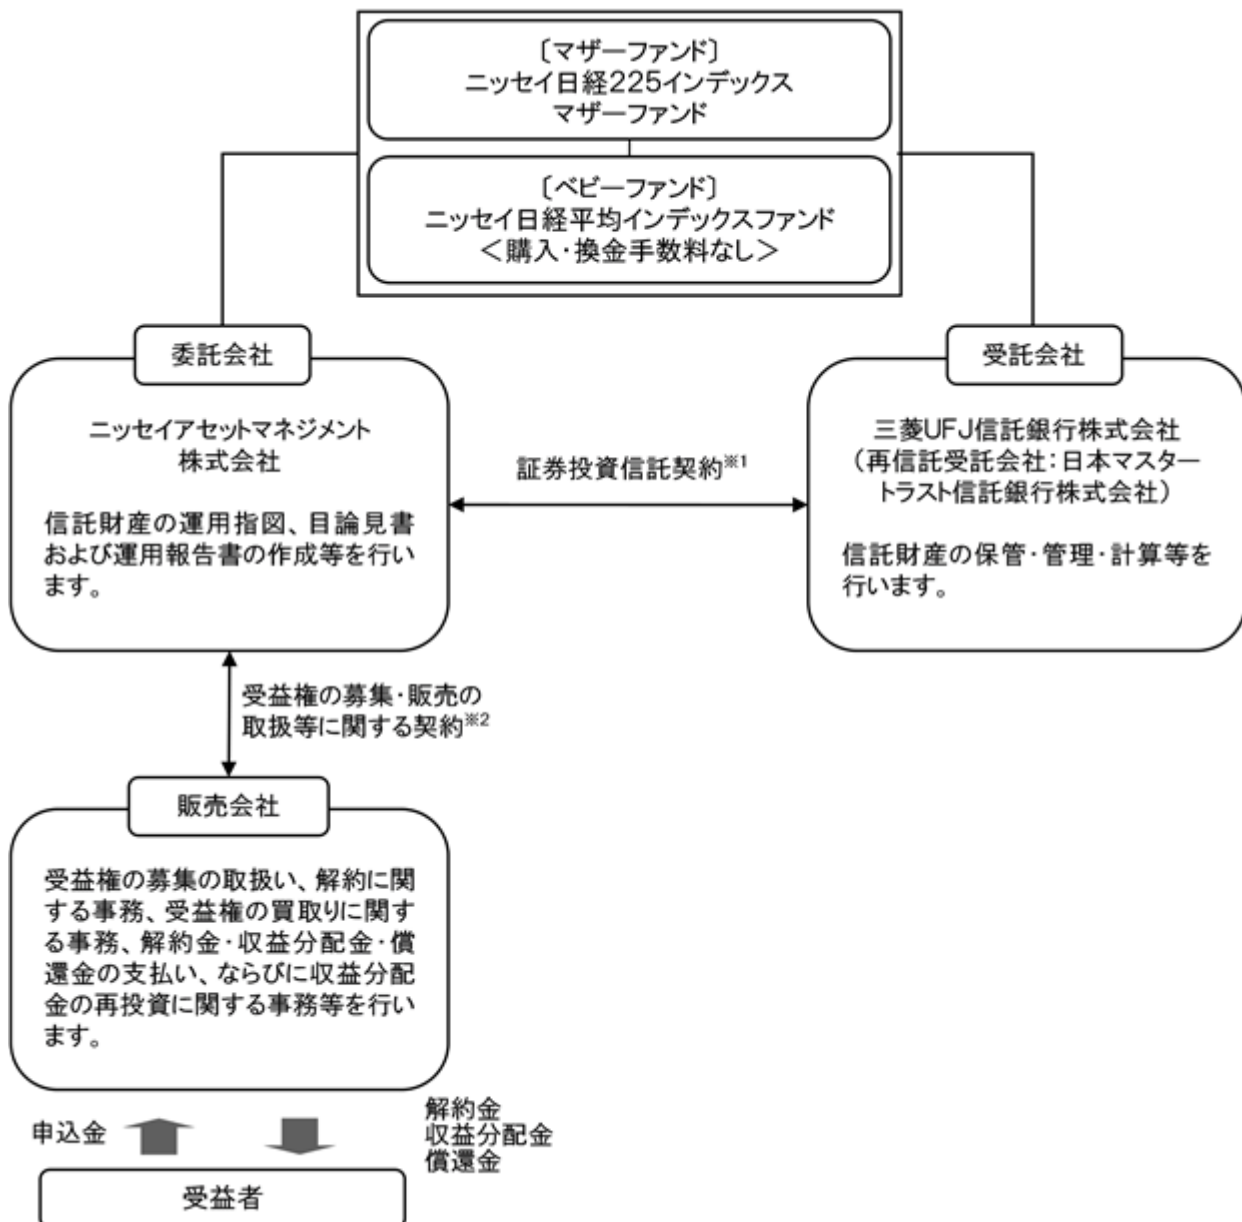 〔マザーファンド〕
ニッセイ日経225インデックス
マザーファンド
〔ベビーファンド〕
ニッセイ日経平均インデックスファンド
＜購入・換金手数料なし＞
委託会社
ニッセイアセットマネジメント
株式会社
信託財産の運用指図、目論見書
および運用報告書の作成等を行い
ます。
証券投資信託契約※1
受託会社
三菱UFJ信託銀行株式会社
（再信託受託会社：日本マスター
トラスト信託銀行株式会社）
信託財産の保管・管理・計算等を
行います。
受益権の募集・販売の
取扱等に関する契約※2
販売会社
受益権の募集の取扱い、解約に関
する事務、受益権の買取りに関す
る事務、解約金・収益分配金・償
還金の支払い、ならびに収益分配
金の再投資に関する事務等を行い
ます。
申込金
解約金
収益分配金
償還金
受益者